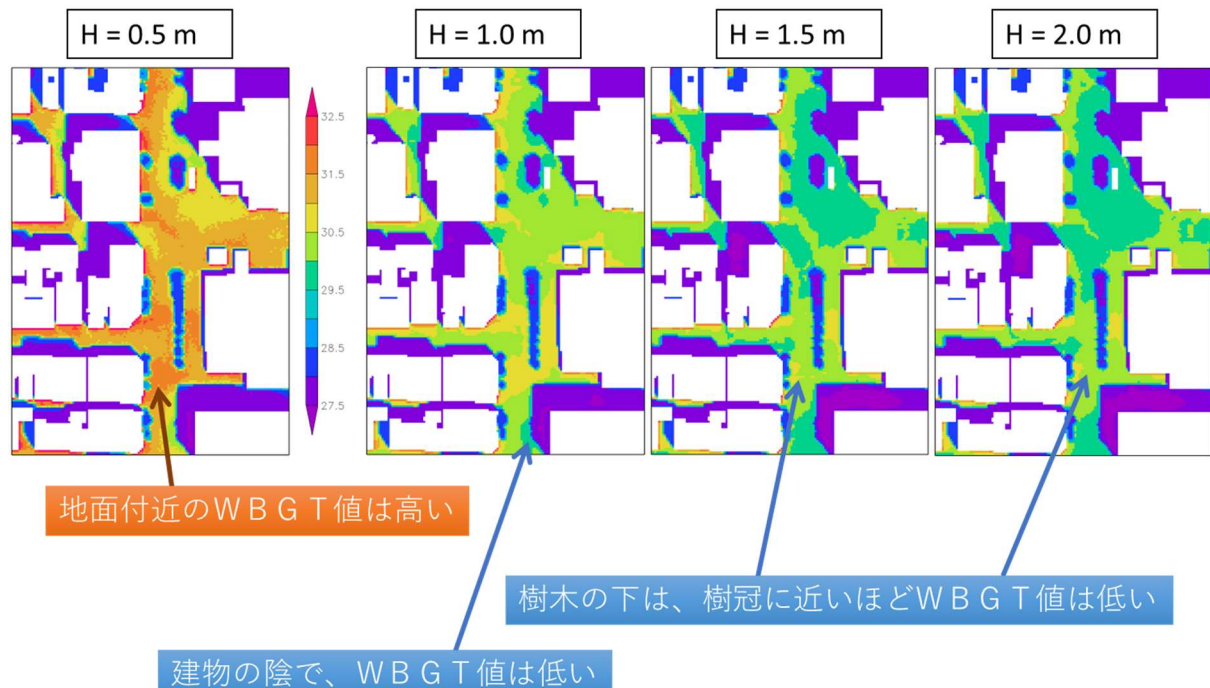 H = 0.5 m
H = 1.0 m
H = 1.5 m
H = 2.0 m
32.5
31.5
30.5
29.5
28.5
27.5
地面付近のＷＢＧＴ値は高い
樹木の下は、樹冠に近いほどＷＢＧＴ値は低い
建物の陰で、ＷＢＧＴ値は低い